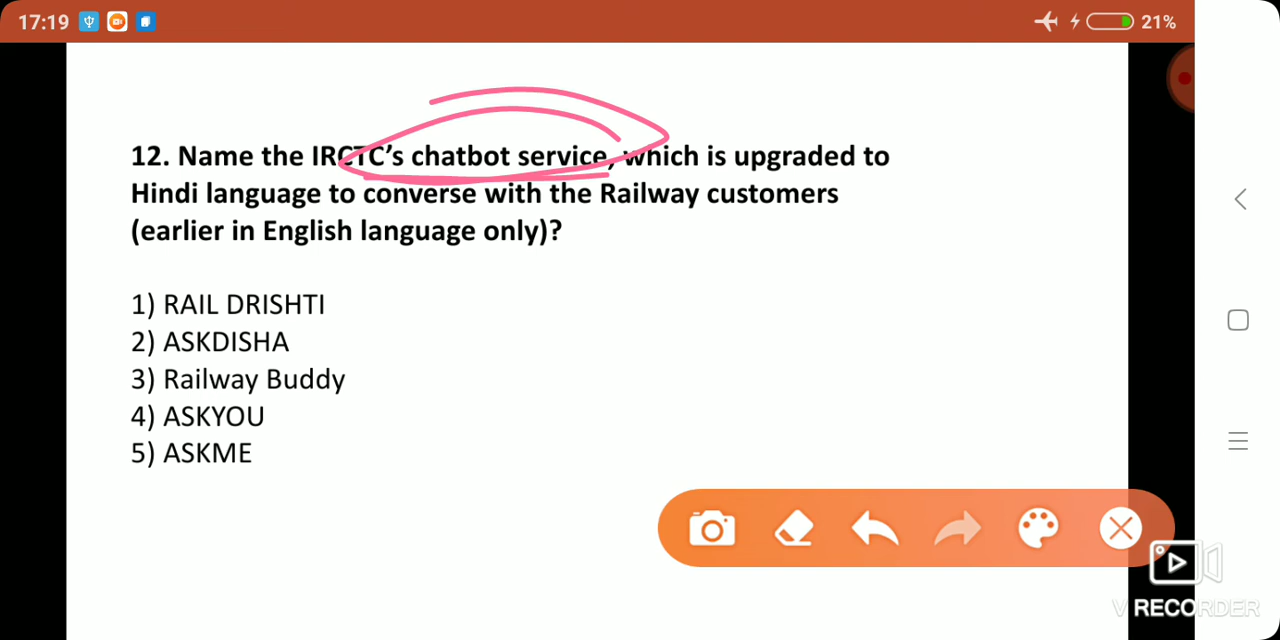 17:19
21%
12. Name the IRCTC’s chatbot service, which is upgraded to
Hindi language to converse with the Railway customers
(earlier in English language only)?
1) RAIL DRISHTI
2) ASKDISHA
3) Railway Buddy
4) ASKYOU
5) ASKME
V RECORDER